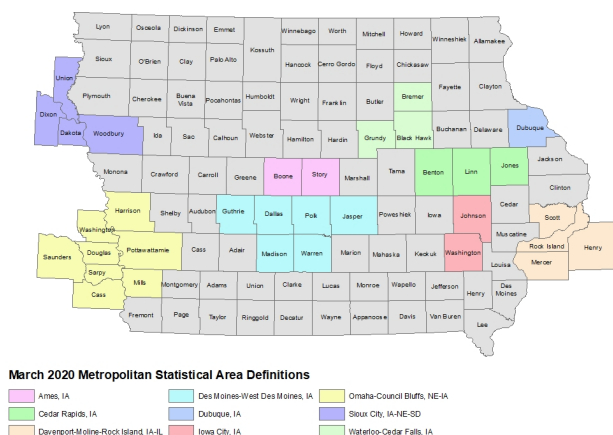 Lyon Osceola Dickinson Emmet Winnebago Worth Mitchell Howard Winneshiek Allamakee
Kossuth
Sioux O'Brien Clay Palo Alto Hancock Cerro Gordo Floyd Chickasaw
Union
Plymouth Cherokee Buena Vista Pocahontas Humboldt Wright Franklin Butler Bremer Fayette Clayton
Dixon
Dakota Woodbury Ida Sac Calhoun Webster Hamilton Hardin Grundy Black Hawk Buchanan Delaware Dubuque
Monona Crawford Carroll Greene Boone Story Marshall Tama Benton Linn Jones Jackson
Clinton
Harrison Shelby Audubon Guthrie Dallas Polk Jasper Poweshiek Iowa Johnson Cedar Scott
Washington
Muscatine
Saunders Douglas Pottawattamie Cass Adair Madison Warren Marion Mahaska Keokuk Washington Rock Island Henry
Sarpy Louisa Mercer
Cass Mills Montgomery Adams Union Clarke Lucas Monroe Wapello Jefferson Henry Des Moines
Fremont Page Taylor Ringgold Decatur Wayne Appanoose Davis Van Buren Lee
March 2020 Metropolitan Statistical Area Definitions
Ames, IA Des Moines-West Des Moines, IA Omaha-Council Bluffs, NE-IA
Cedar Rapids, IA Dubuque, IA Sioux City, IA-NE-SD
Davenport-Moline-Rock Island, IA-IL Iowa City, IA Waterloo-Cedar Falls, IA